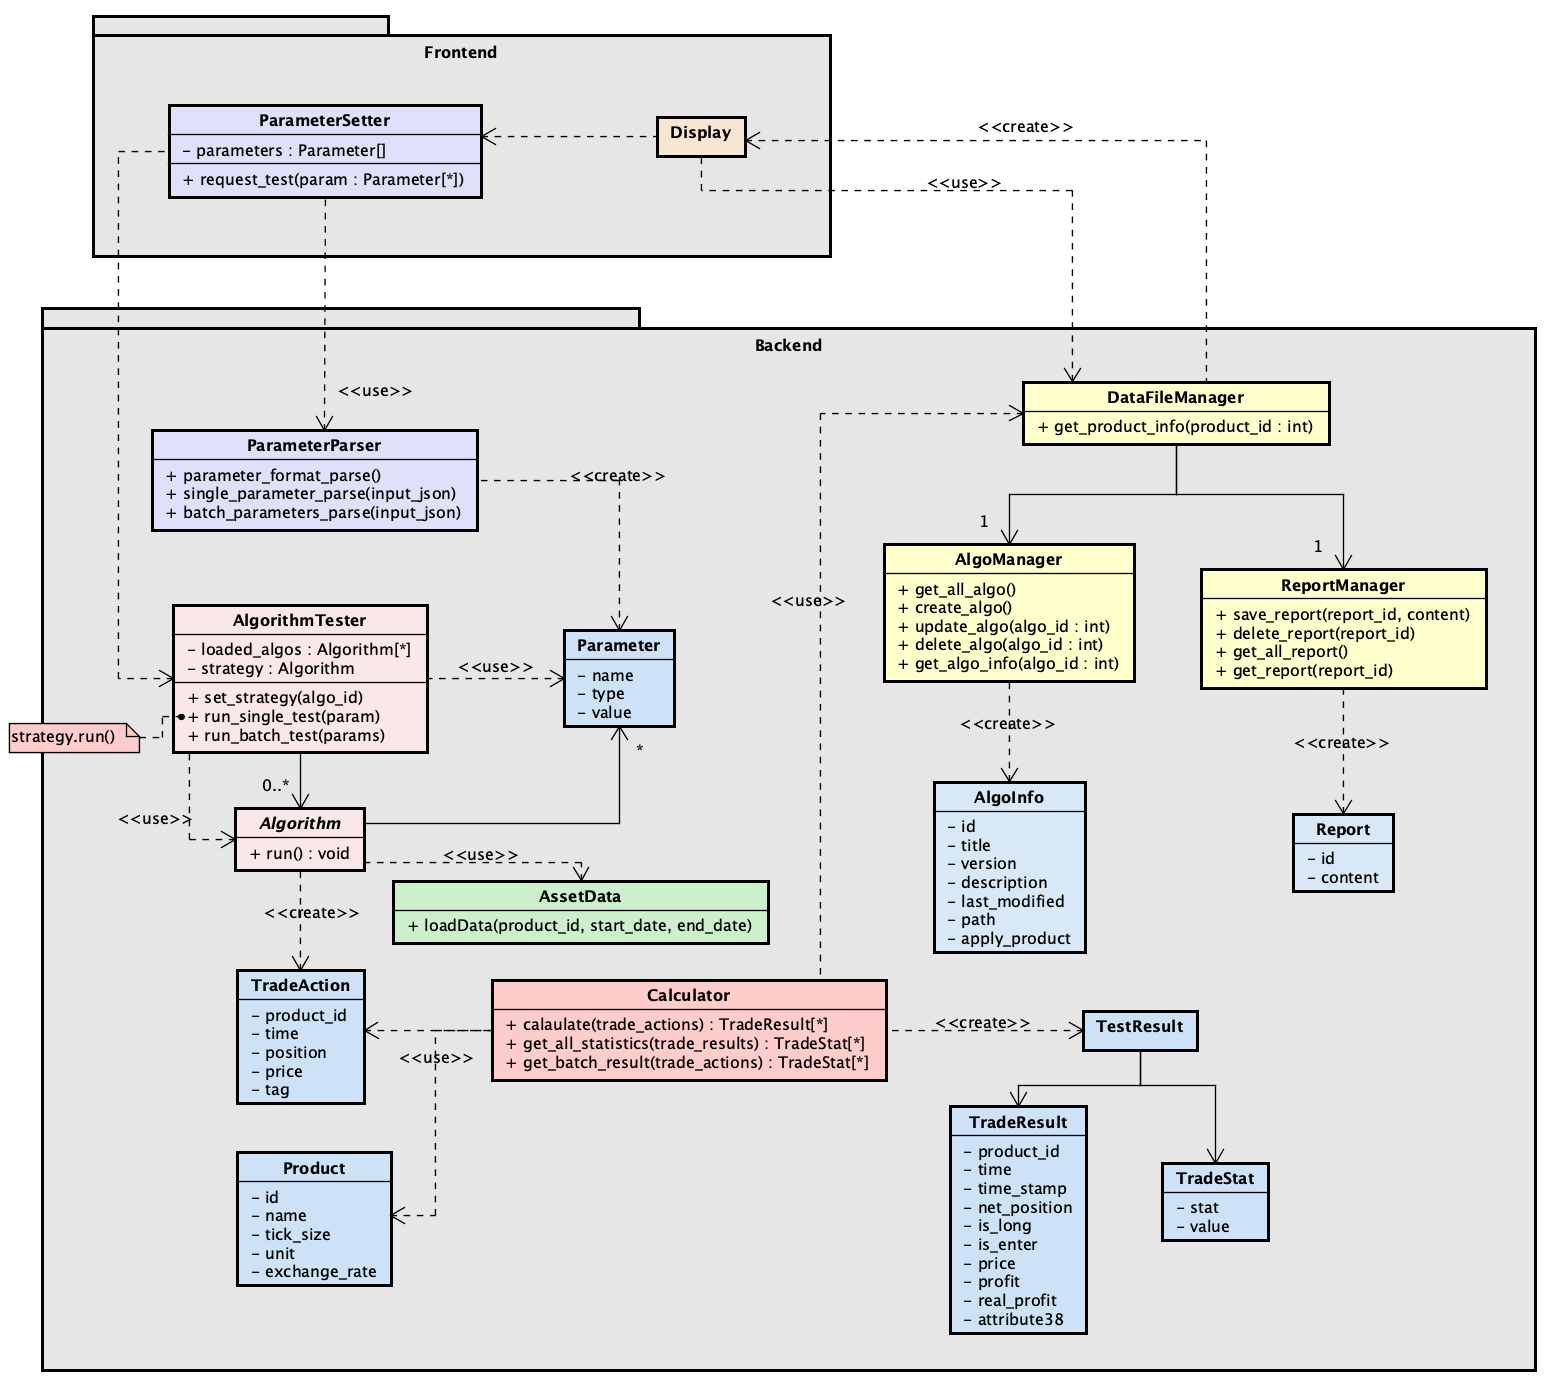 Frontend
ParameterSetter
- parameters : Parameter[]
+ request_test(param : Parameter[*])
Display
<<create>>
<<use>>
Backend
<<use>>
ParameterParser
+ parameter_format_parse()
+ single_parameter_parse(input_json)
+ batch_parameters_parse(input_json)
<<create>>
DataFileManager
+ get_product_info(product_id : int)
1
1
AlgoManager
+ get_all_algo()
+ create_algo()
+ update_algo(algo_id : int)
+ delete_algo(algo_id : int)
+ get_algo_info(algo_id : int)
ReportManager
+ save_report(report_id, content)
+ delete_report(report_id)
+ get_all_report()
+ get_report(report_id)
<<use>>
AlgorithmTester
- loaded_algos : Algorithm[*]
- strategy : Algorithm
+ set_strategy(algo_id)
+ run_single_test(param)
+ run_batch_test(params)
<<use>>
Parameter
- name
- type
- value
strategy.run()
*
0..*
<<use>>
Algorithm
+ run() : void
<<use>>
<<create>>
<<create>>
AlgoInfo
- id
- title
- version
- description
- last_modified
- path
- apply_product
Report
- id
- content
AssetData
+ loadData(product_id, start_date, end_date)
<<create>>
TradeAction
- product_id
- time
- position
- price
- tag
Calculator
+ calaulate(trade_actions) : TradeResult[*]
+ get_all_statistics(trade_results) : TradeStat[*]
+ get_batch_result(trade_actions) : TradeStat[*]
<<use>>
<<create>>
TestResult
Product
- id
- name
- tick_size
- unit
- exchange_rate
TradeResult
- product_id
- time
- time_stamp
- net_position
- is_long
- is_enter
- price
- profit
- real_profit
- attribute38
TradeStat
- stat
- value